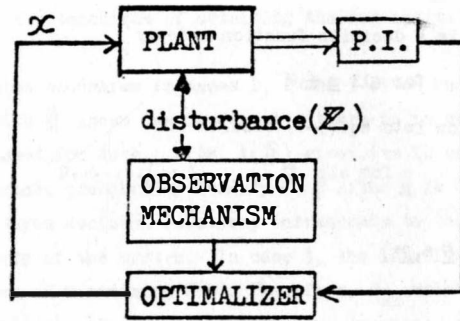 x
PLANT
P.I.
disturbance(Z)
OBSERVATION
MECHANISM
OPTIMALIZER